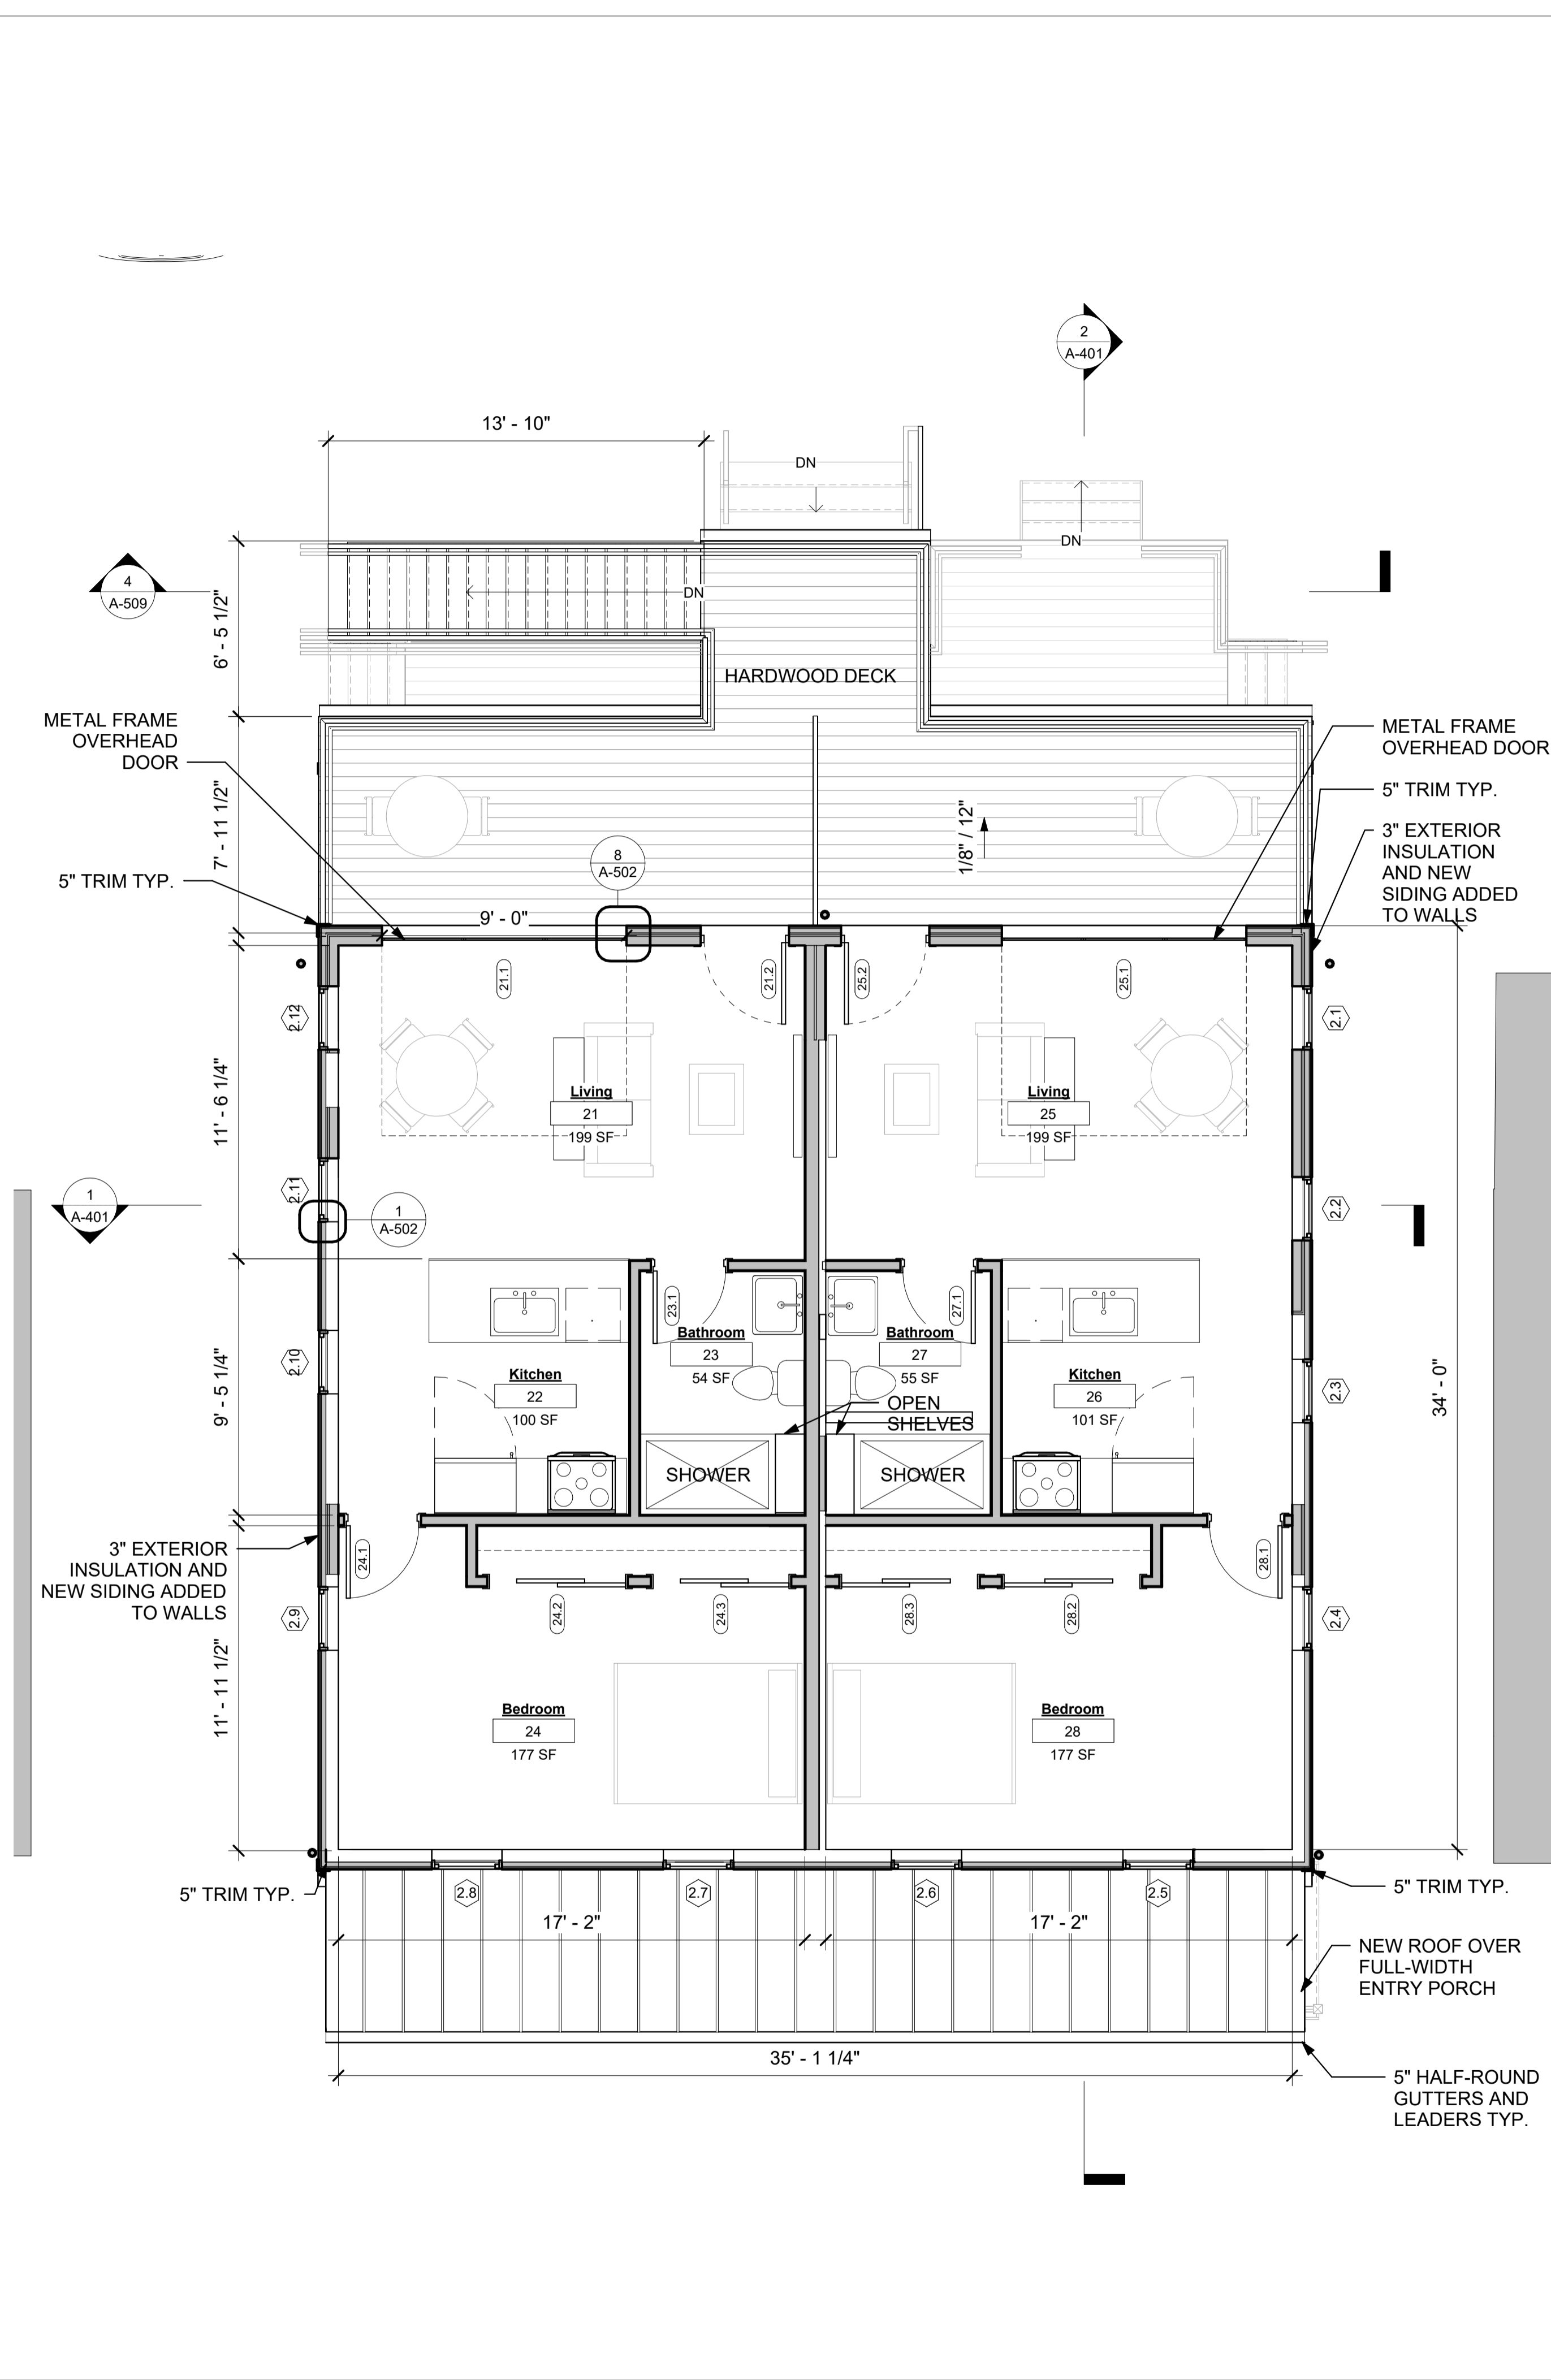 2
A-401
13' - 10"
DN
DN
4
A-509
6' - 5 1/2"
DN
HARDWOOD DECK
METAL FRAME
OVERHEAD
DOOR
METAL FRAME
OVERHEAD DOOR
7' - 11 1/2"
5" TRIM TYP.
1/8" / 12"
3" EXTERIOR
INSULATION
AND NEW
SIDING ADDED
TO WALLS
8
A-502
5" TRIM TYP.
9' - 0"
21.1
21.2
25.2
25.1
2.12
2.1
11' - 6 1/4"
Living
21
199 SF
Living
25
199 SF
2.11
2.2
1
A-401
1
A-502
23.1
27.1
Bathroom
23
54 SF
Bathroom
27
55 SF
2.10
2.3
9' - 5 1/4"
34' - 0"
Kitchen
22
100 SF
Kitchen
26
101 SF
OPEN
SHELVES
SHOWER
SHOWER
3" EXTERIOR
INSULATION AND
NEW SIDING ADDED
TO WALLS
24.1
28.1
2.9
24.2
24.3
28.3
28.2
2.4
11' - 11 1/2"
Bedroom
24
177 SF
Bedroom
28
177 SF
5" TRIM TYP.
2.8
2.7
2.6
2.5
5" TRIM TYP.
17' - 2"
17' - 2"
NEW ROOF OVER
FULL-WIDTH
ENTRY PORCH
35' - 1 1/4"
5" HALF-ROUND
GUTTERS AND
LEADERS TYP.